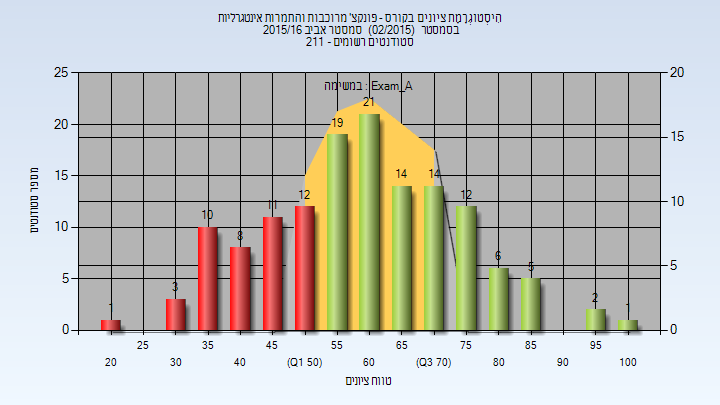 הִיסְטוֹגְרַמַת ציונים בקורס - פונקצ' מרוכבות והתמרות אינטגרליות
בסמסטר (02/2015) סמסטר אביב 2015/16
סטודנטים רשומים - 211
במשימה : Exam_A
25 20 15 10 5 0
מספר סטודנטים
20 15 10 5 0
1 3 10 8 11 12 19 21 14 14 12 6 5 2 1
25 35 45 55 65 75 85 95
20 30 40 (Q1 50) 60 (Q3 70) 80 90 100
טווח ציונים